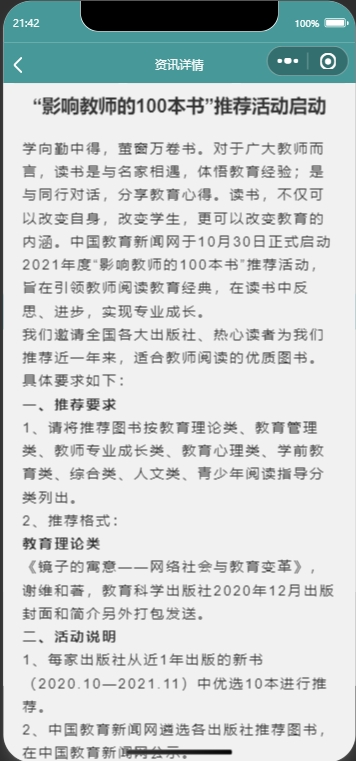 21:42
100%
资讯详情
“影响教师的100本书”推荐活动启动
学向勤中得，萤窗万卷书。对于广大教师而
言，读书是与名家相遇，体悟教育经验；是
与同行对话，分享教育心得。读书，不仅可
以改变自身，改变学生，更可以改变教育的
内涵。中国教育新闻网于10月30日正式启动
2021年度“影响教师的100本书”推荐活动，
旨在引领教师阅读教育经典，在读书中反
思、进步，实现专业成长。
我们邀请全国各大出版社、热心读者为我们
推荐近一年来，适合教师阅读的优质图书。
具体要求如下：
一、推荐要求
1、请将推荐图书按教育理论类、教育管理
类、教师专业成长类、教育心理类、学前教
育类、综合类、人文类、青少年阅读指导分
类列出。
2、推荐格式：
教育理论类
《镜子的寓意——网络社会与教育变革》，
谢维和著，教育科学出版社2020年12月出版
封面和简介另外打包发送。
二、活动说明
1、每家出版社从近1年出版的新书
（2020.10—2021.11）中优选10本进行推
荐。
2、中国教育新闻网遴选各出版社推荐图书，
在中国教育新闻网公示。